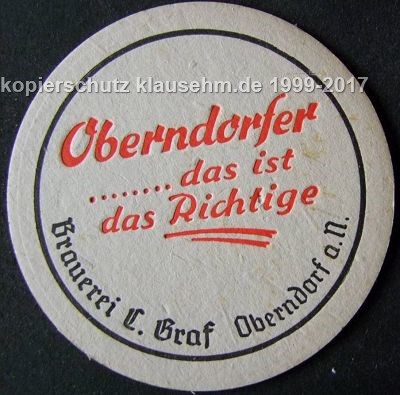 kopierschutz klausehm.de 1999-2017
Oberndorfer
........ das ist
das Richtige
Brauerei C. Graf Oberndorf a.N.